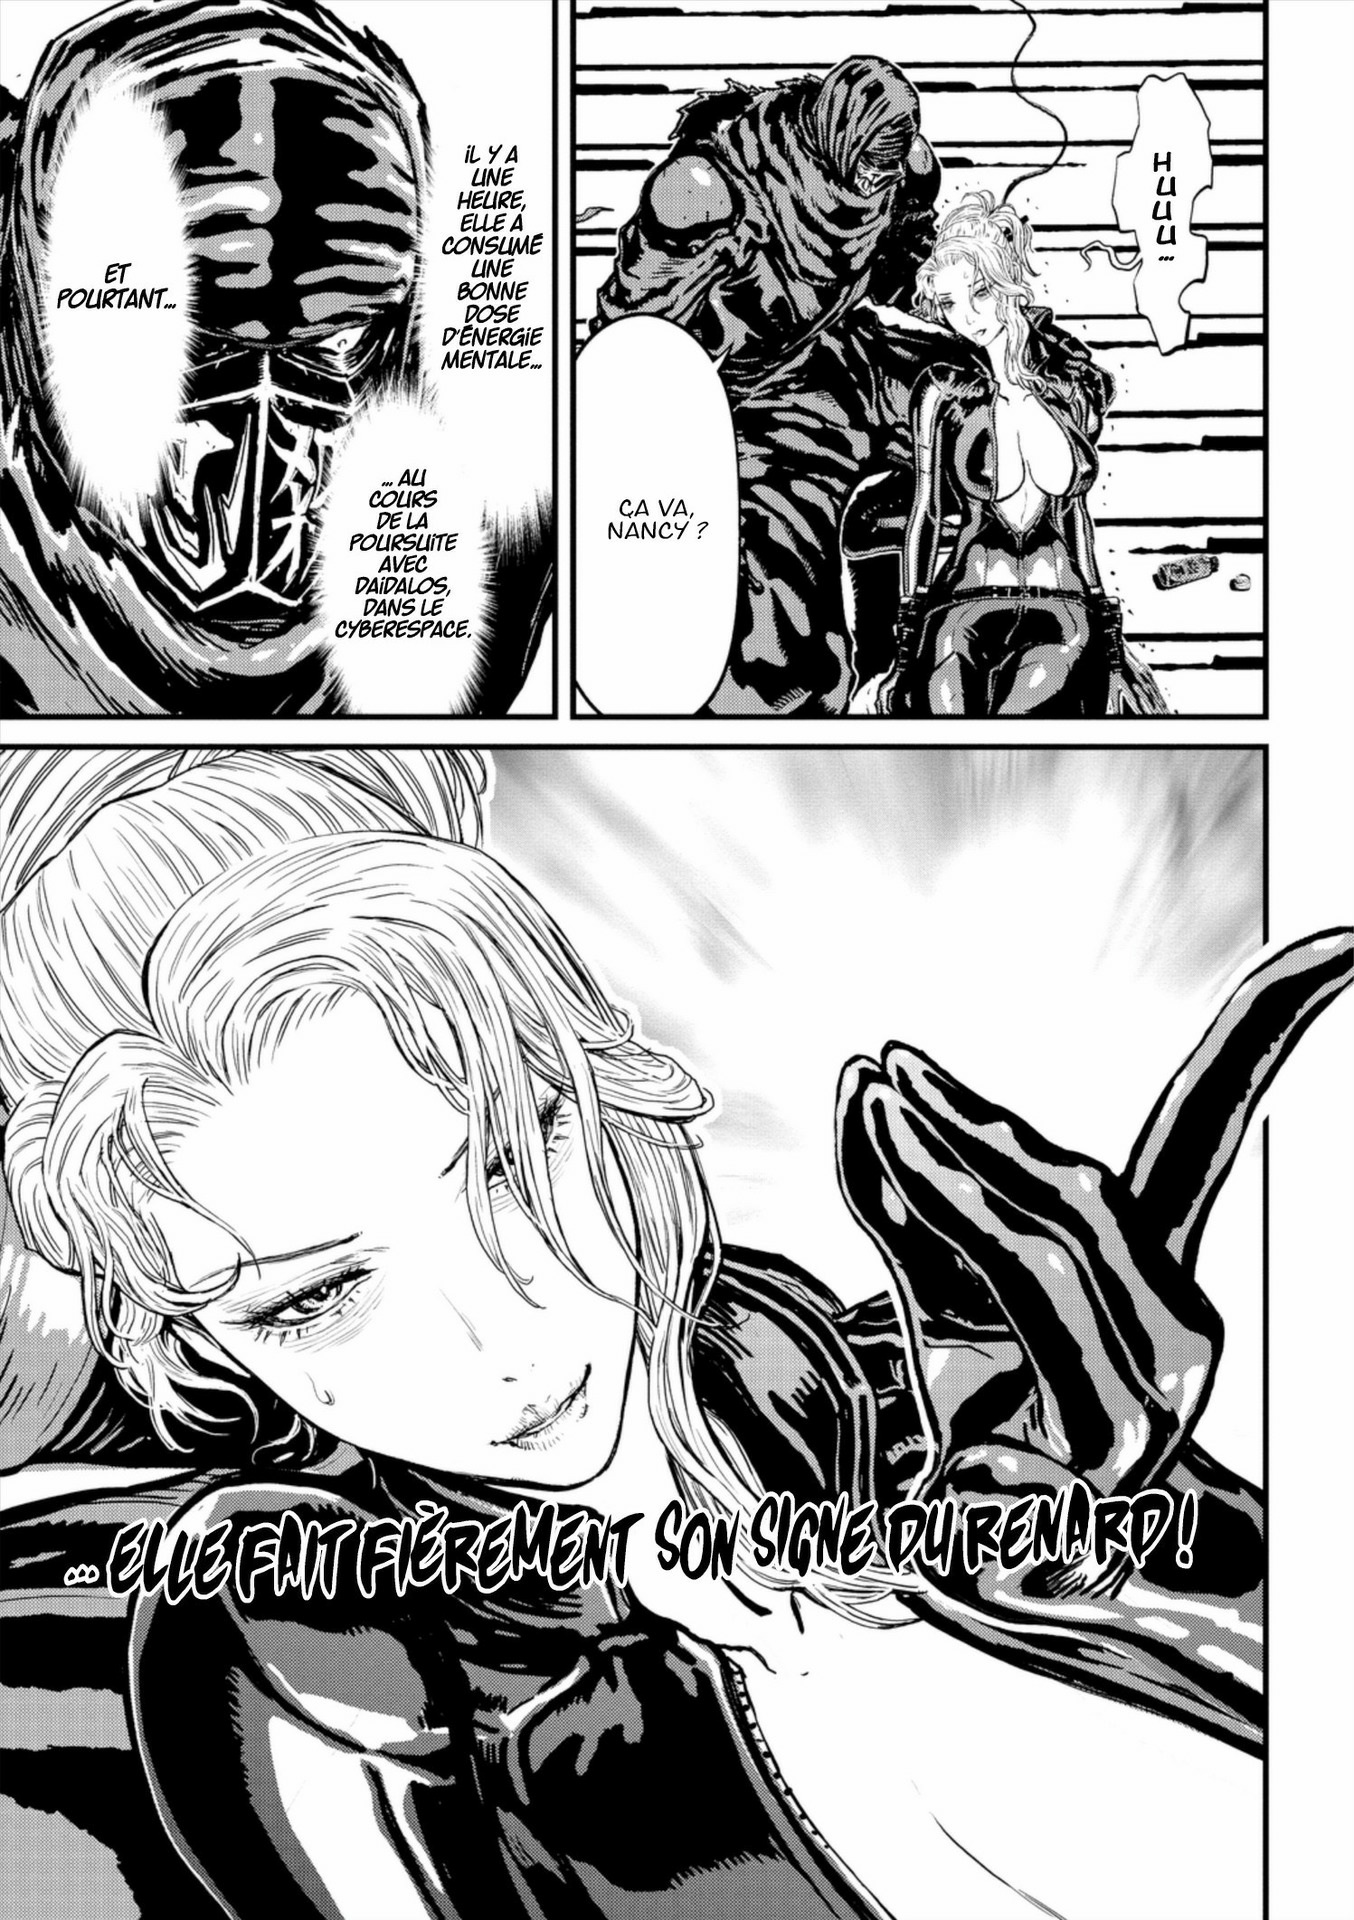 HUUU...
ÇA VA,
NANCY ?
IL Y A
UNE
HEURE,
ELLE A
CONSUMÉ
UNE
BONNE
DOSE
D'ÉNERGIE
MENTALE...
... AU
COURS
DE LA
POURSUITE
AVEC
DAIDALOS,
DANS LE
CYBERESPACE.
ET
POURTANT...
... ELLE FAIT FIÈREMENT SON SIGNE DU RENARD !